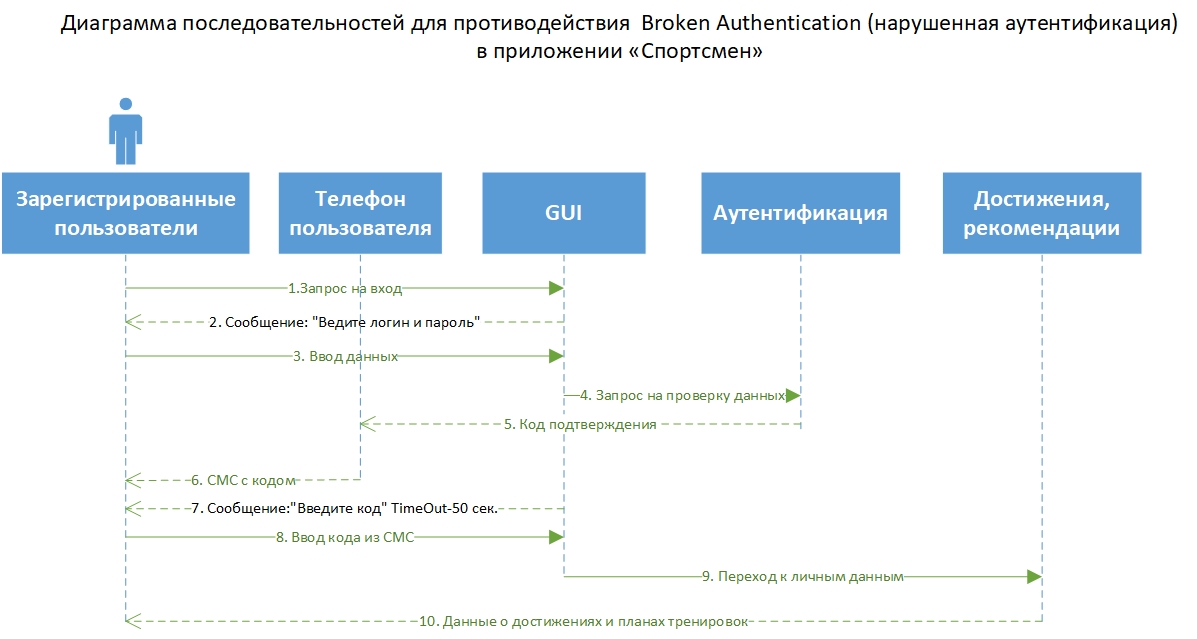 Диаграмма последовательностей для противодействия Broken Authentication (нарушенная аутентификация)
в приложении «Спортсмен»
Зарегистрированные
пользователи
Телефон
пользователя
GUI
Аутентификация
Достижения,
рекомендации
1.Запрос на вход
2. Сообщение: "Ведите логин и пароль"
3. Ввод данных
4. Запрос на проверку данных
5. Код подтверждения
6. СМС с кодом
7. Сообщение:"Введите код" TimeOut-50 сек.
8. Ввод кода из СМС
9. Переход к личным данным
10. Данные о достижениях и планах тренировок